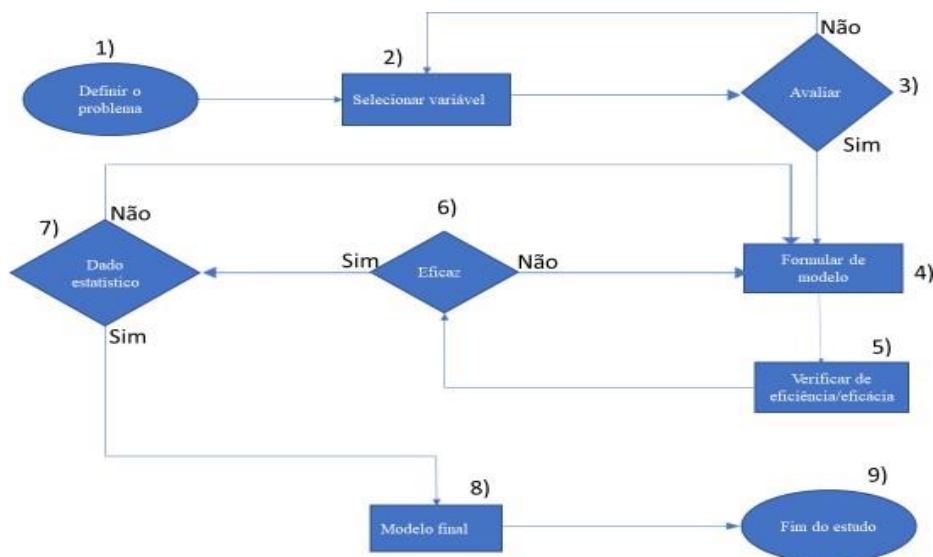 1)
Definir o
problema
2)
Selecionar variável
Não
Avaliar
3)
Sim
Não
7)
Dado
estatístico
Sim
6)
Sim
Eficaz
Não
Formular de
modelo
4)
5)
Verificar de
eficiência/eficácia
8)
Modelo final
9)
Fim do estudo